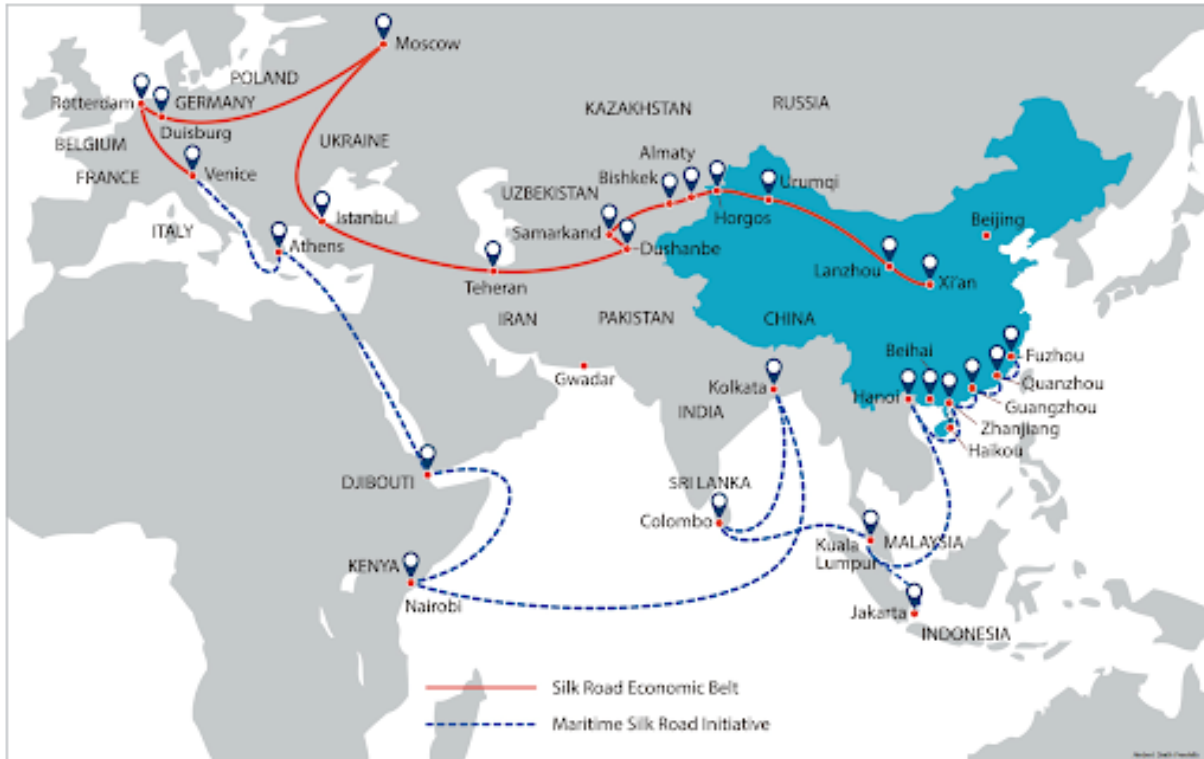 Moscow
POLAND
Rotterdam
GERMANY
Duisburg
BELGIUM
FRANCE
Venice
UKRAINE
KAZAKHSTAN
RUSSIA
Almaty
Bishkek
Urumqi
UZBEKISTAN
Horgos
ITALY
Istanbul
Athens
Samarkand
Dushanbe
Beijing
Teheran
Lanzhou
Xi'an
IRAN
PAKISTAN
CHINA
Beihai
Fuzhou
Gwadar
Kolkata
Hanoi
Quanzhou
INDIA
Guangzhou
Zhanjiang
Haikou
DJIBOUTI
SRI LANKA
Colombo
Kuala
Lumpur
MALAYSIA
KENYA
Nairobi
Jakarta
INDONESIA
Silk Road Economic Belt
Maritime Silk Road Initiative